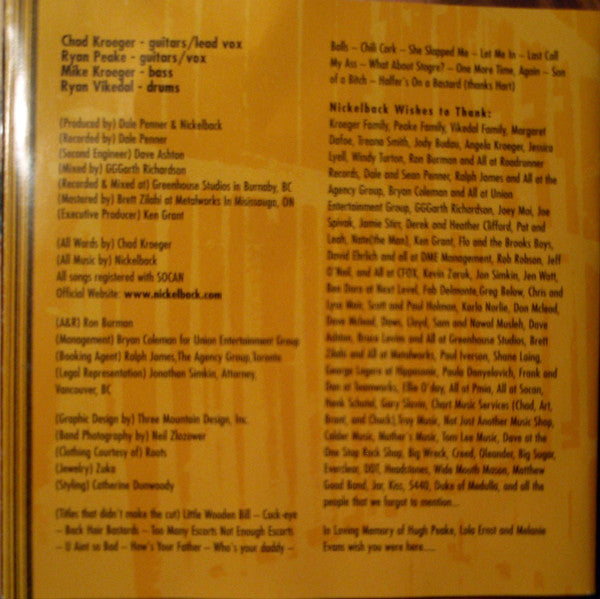 Chad Kroeger - guitars/lead vox
Ryan Peake - guitars/vox
Mike Kroeger - bass
Ryan Vikedal - drums
(Produced by) Dale Penner & Nickelback
(Recorded by) Dale Penner
(Second Engineer) Dave Ashton
(Mixed by) GGGarth Richardson
(Recorded & Mixed at) Greenhouse Studios in Burnaby, BC
(Mastered by) Brett Zilahi at Metalworks In Misissauga, ON
(Executive Producer) Ken Grant
(All Words by) Chad Kroeger
(All Music by) Nickelback
All songs registered with SOCAN
Official Website: www.nickelback.com
(A&R) Ron Burman
(Management) Bryan Coleman for Union Entertainment Group
(Booking Agent) Ralph James, The Agency Group, Toronto
(Legal Representation) Jonathan Simkin, Attorney,
Vancouver, BC
(Graphic Design by) Three Mountain Design, Inc.
(Band Photography by) Neil Zlozower
(Clothing Courtesy of) Roots
(Jewelry) Zuka
(Styling) Catherine Dunwoody
(Titles that didn't make the cut) Little Wooden Bill – Cock-eye
– Back Hair Bastards – Too Many Escorts Not Enough Escorts
– U Aint so Bad – How's Your Father – Who's your daddy –
Balls – Chili Cork – She Slapped Me – Let Me In – Last Call
My Ass – What About Stagre? – One More Time, Again – Son
of a Bitch – Halfer's On a Bastard (thanks Hart)
Nickelback Wishes to Thank:
Kroeger Family, Peake Family, Vikedal Family, Margaret
Dafoe, Treana Smith, Jody Budau, Angela Kroeger, Jessica
Lyall, Windy Turton, Ron Burman and All at Roadrunner
Records, Dale and Sean Penner, Ralph James and All at the
Agency Group, Bryan Coleman and All at Union
Entertainment Group, GGGarth Richardson, Joey Moi, Joe
Spivak, Jamie Stirr, Derek and Heather Clifford, Pat and
Leah, Nate(the Man), Ken Grant, Flo and the Brooks Boys,
David Ehrlich and all at DME Management, Rob Robson, Jeff
O'Neil, and All at CFOX, Kevin Zaruk, Jon Simkin, Jen Watt,
Ben Dars at Next Level, Fab Delmonte, Greg Below, Chris and
Lynz Weir, Scott and Paul Holman, Karla Norlie, Don Mcleod,
Dave Mcleod, Dawn, Lloyd, Sam and Nawal Musleh, Dave
Ashton, Bruce Levins and All at Greenhouse Studios, Brett
Zilahi and All at Metalworks, Paul Iverson, Shane Laing,
George Lagens at Hipposonic, Paula Danylovich, Frank and
Dan at Teamworks, Ellie O'day, All at Pmia, All at Socan,
Hank Schatel, Gary Slavin, Chart Music Services (Chad, Art,
Brant, and Chuck), Troy Music, Not Just Another Music Shop,
Calder Music, Mother's Music, Tom Lee Music, Dave at the
One Stop Rock Shop, Big Wreck, Creed, Oleander, Big Sugar,
Everclear, DDT, Headstones, Wide Mouth Mason, Matthew
Good Band, Jar, Kiss, 5440, Duke of Medulla, and all the
people that we forgot to mention...
In Loving Memory of Hugh Peake, Lola Ernst and Melanie
Evans wish you were here....